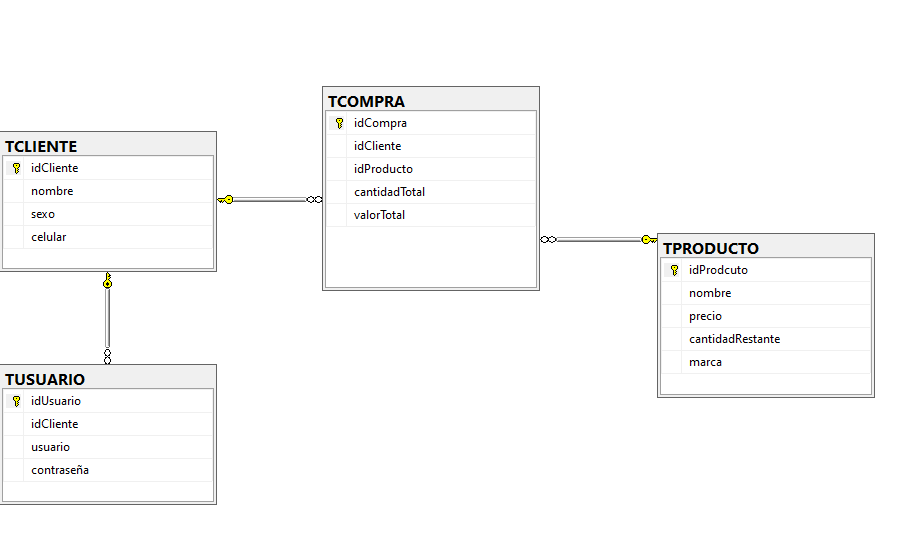 TCLIENTE
idCliente
nombre
sexo
celular
TCOMPRA
idCompra
idCliente
idProducto
cantidadTotal
valorTotal
TPRODUCTO
idProdcuto
nombre
precio
cantidadRestante
marca
TUSUARIO
idUsuario
idCliente
usuario
contraseña